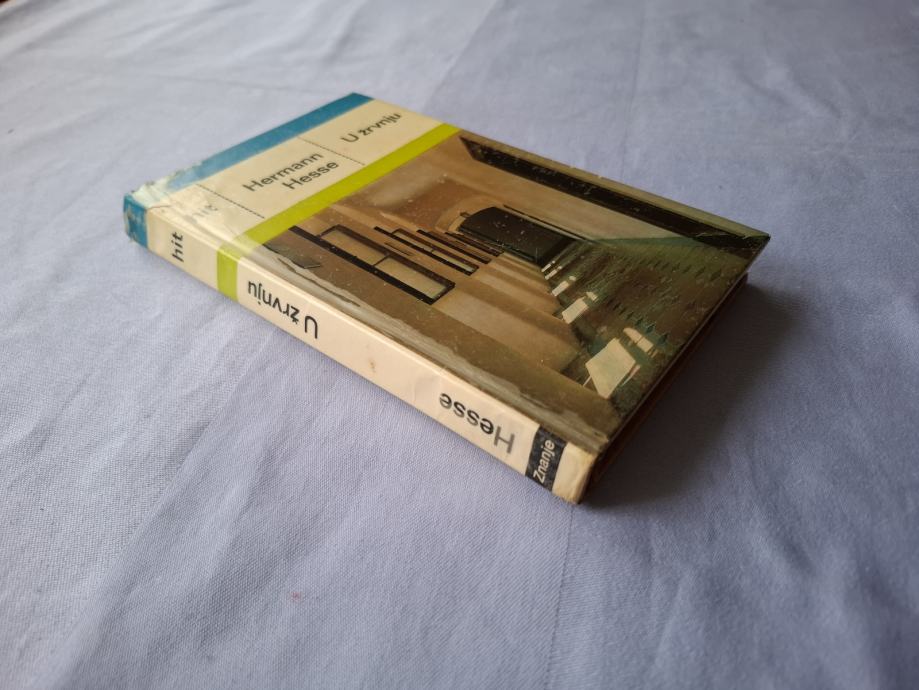 hit
Hermann
Hesse
U žrvnju
hit
U žrvnju
Hesse
Znanje